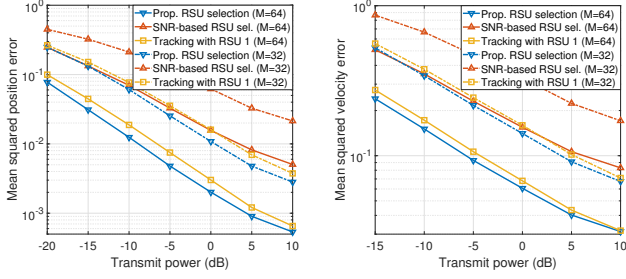 Prop. RSU selection (M=64)
SNR-based RSU sel. (M=64)
Tracking with RSU 1 (M=64)
Prop. RSU selection (M=32)
SNR-based RSU sel. (M=32)
Tracking with RSU 1 (M=32)
Mean squared position error
10^0
10^-1
10^-2
10^-3
-20 -15 -10 -5 0 5 10
Transmit power (dB)
Prop. RSU selection (M=64)
SNR-based RSU sel. (M=64)
Tracking with RSU 1 (M=64)
Prop. RSU selection (M=32)
SNR-based RSU sel. (M=32)
Tracking with RSU 1 (M=32)
Mean squared velocity error
10^-1
-15 -10 -5 0 5 10
Transmit power (dB)